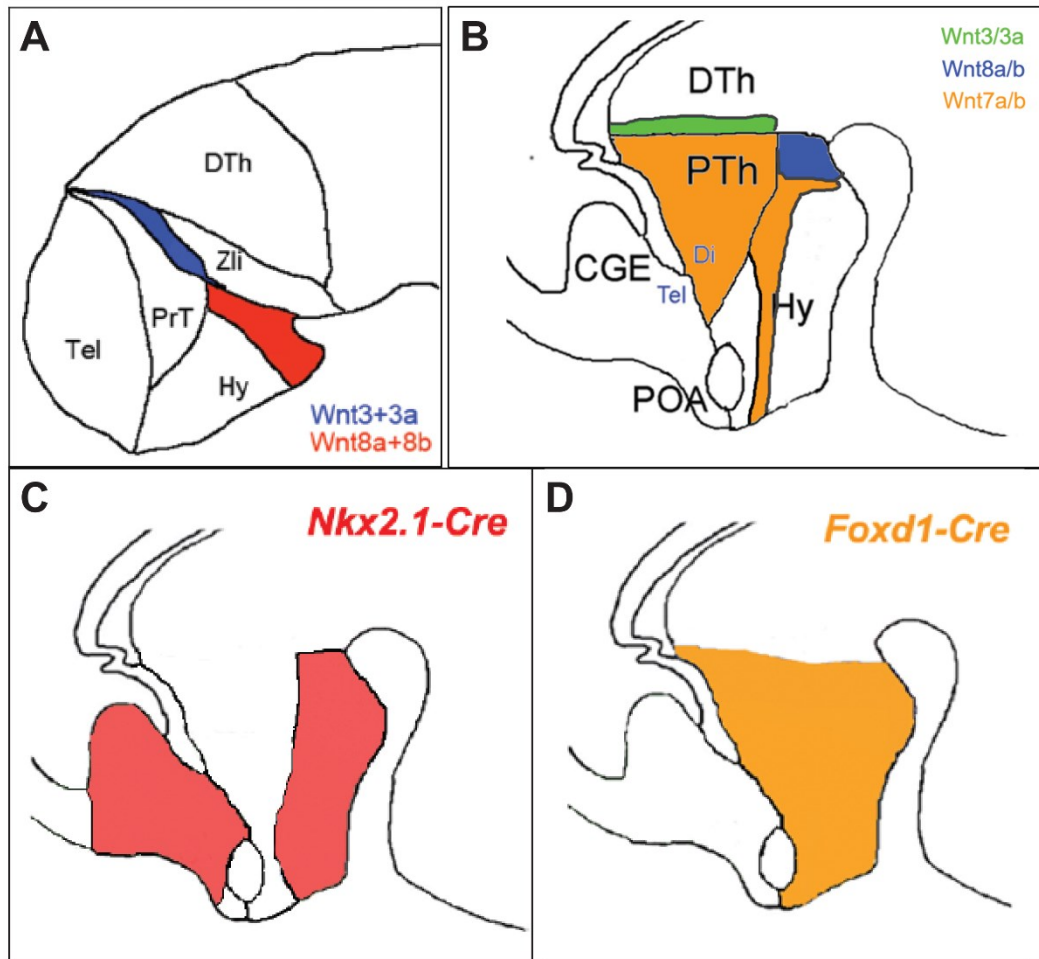 A
DTh
Zli
PrT
Tel
Hy
Wnt3+3a
Wnt8a+8b
B
Wnt3/3a
Wnt8a/b
Wnt7a/b
DTh
PTh
CGE
Di
Tel
Hy
POA
C
Nkx2.1-Cre
D
Foxd1-Cre